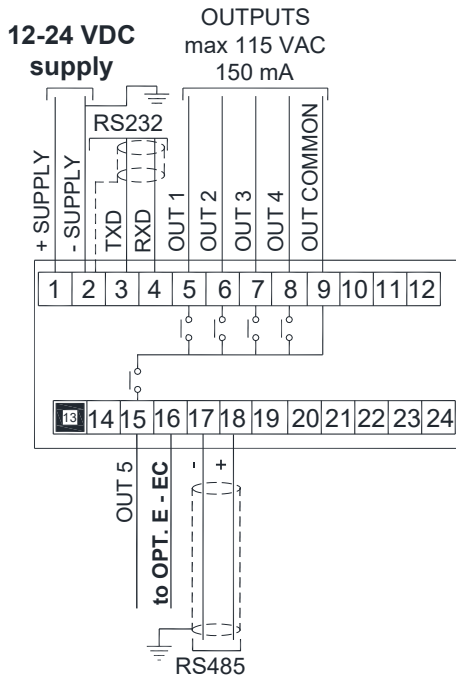 12-24 VDC
supply
OUTPUTS
max 115 VAC
150 mA
RS232
+ SUPPLY
- SUPPLY
TXD
RXD
OUT 1
OUT 2
OUT 3
OUT 4
OUT COMMON
1 2 3 4 5 6 7 8 9 10 11 12
13 14 15 16 17 18 19 20 21 22 23 24
OUT 5
to OPT. E - EC
- +
RS485